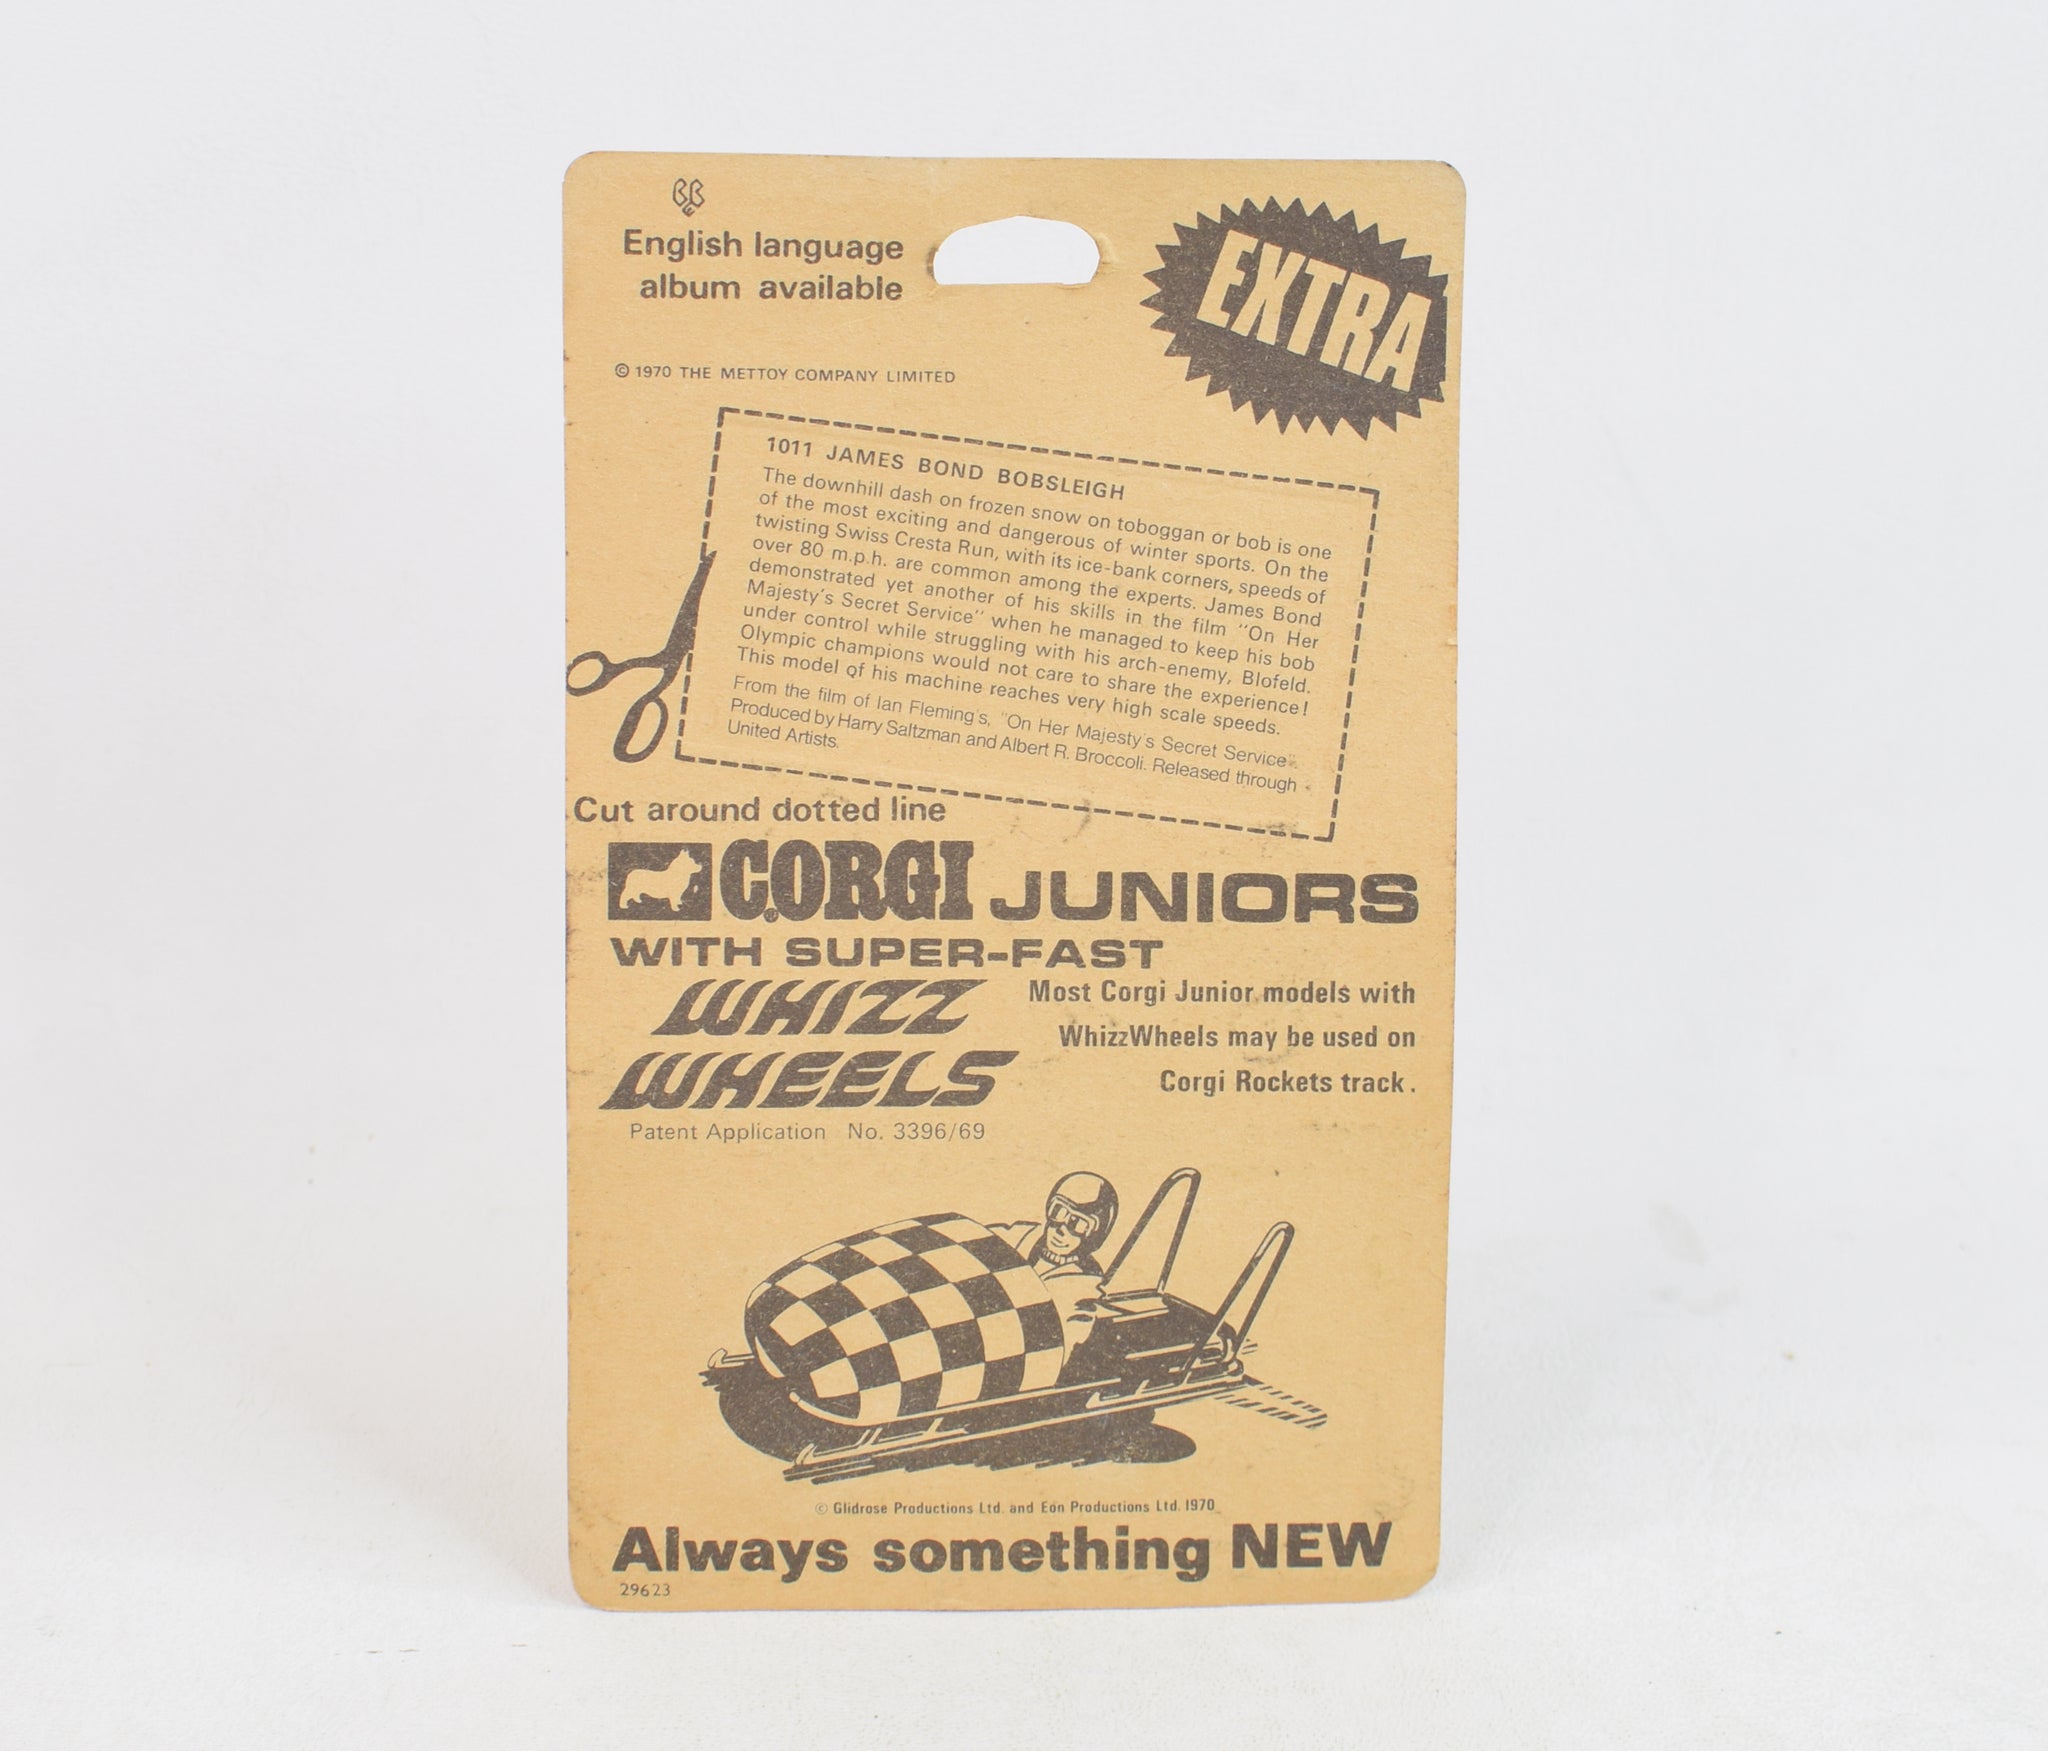 English language
album available
EXTRA
© 1970 THE METTOY COMPANY LIMITED
1011 JAMES BOND BOBSLEIGH
The downhill dash on frozen snow on toboggan or bob is one
of the most exciting and dangerous of winter sports. On the
twisting Swiss Cresta Run, with its ice-bank corners, speeds of
over 80 m.p.h. are common among the experts. James Bond
demonstrated yet another of his skills in the film "On Her
Majesty's Secret Service" when he managed to keep his bob
under control while struggling with his arch-enemy, Blofeld.
Olympic champions would not care to share the experience!
This model of his machine reaches very high scale speeds.
From the film of Ian Fleming's, "On Her Majesty's Secret Service".
Produced by Harry Saltzman and Albert R. Broccoli. Released through
United Artists.
Cut around dotted line
CORGI JUNIORS
WITH SUPER-FAST
WHIZZ
WHEELS
Most Corgi Junior models with
WhizzWheels may be used on
Corgi Rockets track.
Patent Application No. 3396/69
© Glidrose Productions Ltd. and Eon Productions Ltd. 1970
Always something NEW
29623